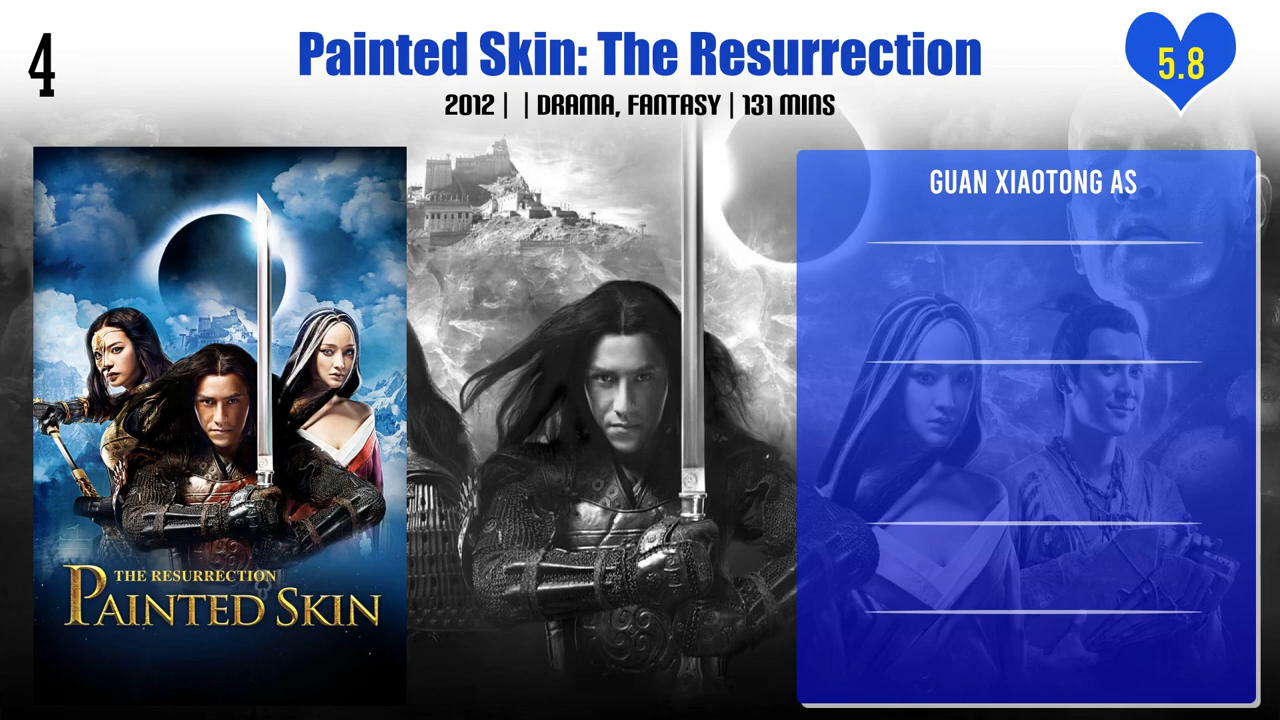 4
Painted Skin: The Resurrection
5.8
2012 | | DRAMA, FANTASY | 131 MINS
GUAN XIAOTONG AS
THE RESURRECTION
PAINTED SKIN